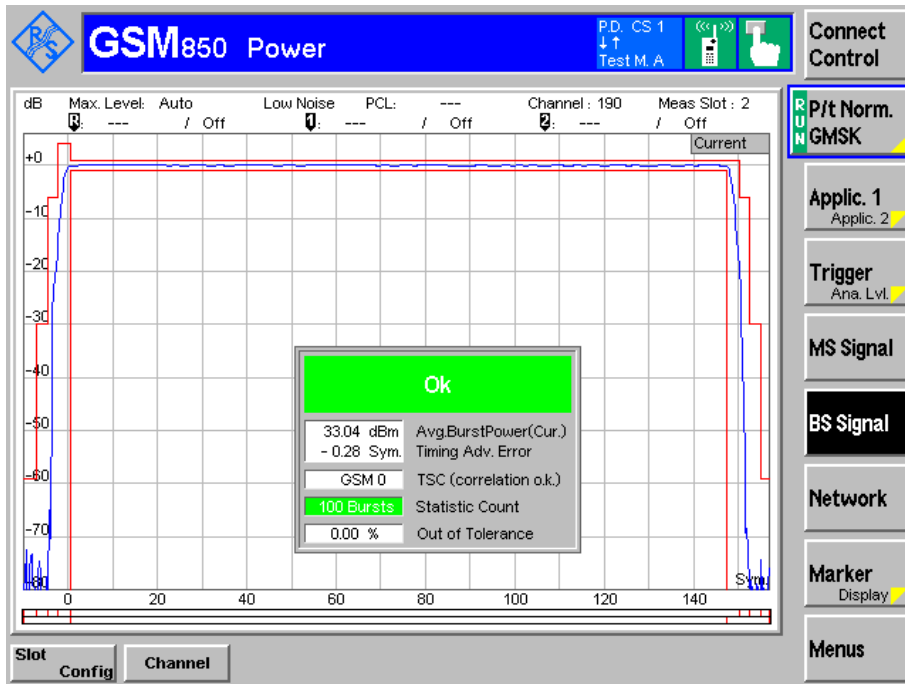 R&S
GSM850 Power
P.D. CS 1
Test M. A
Connect Control
dB Max. Level: Auto Low Noise PCL: --- Channel : 190 Meas Slot : 2
R: --- / Off 1: --- / Off 2: --- / Off
Current
RUN
P/t Norm. GMSK
+0
-10
-20
-30
-40
-50
-60
-70
-80
Ok
33.04 dBm Avg.BurstPower(Cur.)
- 0.28 Sym. Timing Adv. Error
GSM 0 TSC (correlation o.k.)
100 Bursts Statistic Count
0.00 % Out of Tolerance
Sym.
0 20 40 60 80 100 120 140
Applic. 1
Applic. 2
Trigger
Ana. Lvl.
MS Signal
BS Signal
Network
Marker
Display
Menus
Slot Config
Channel